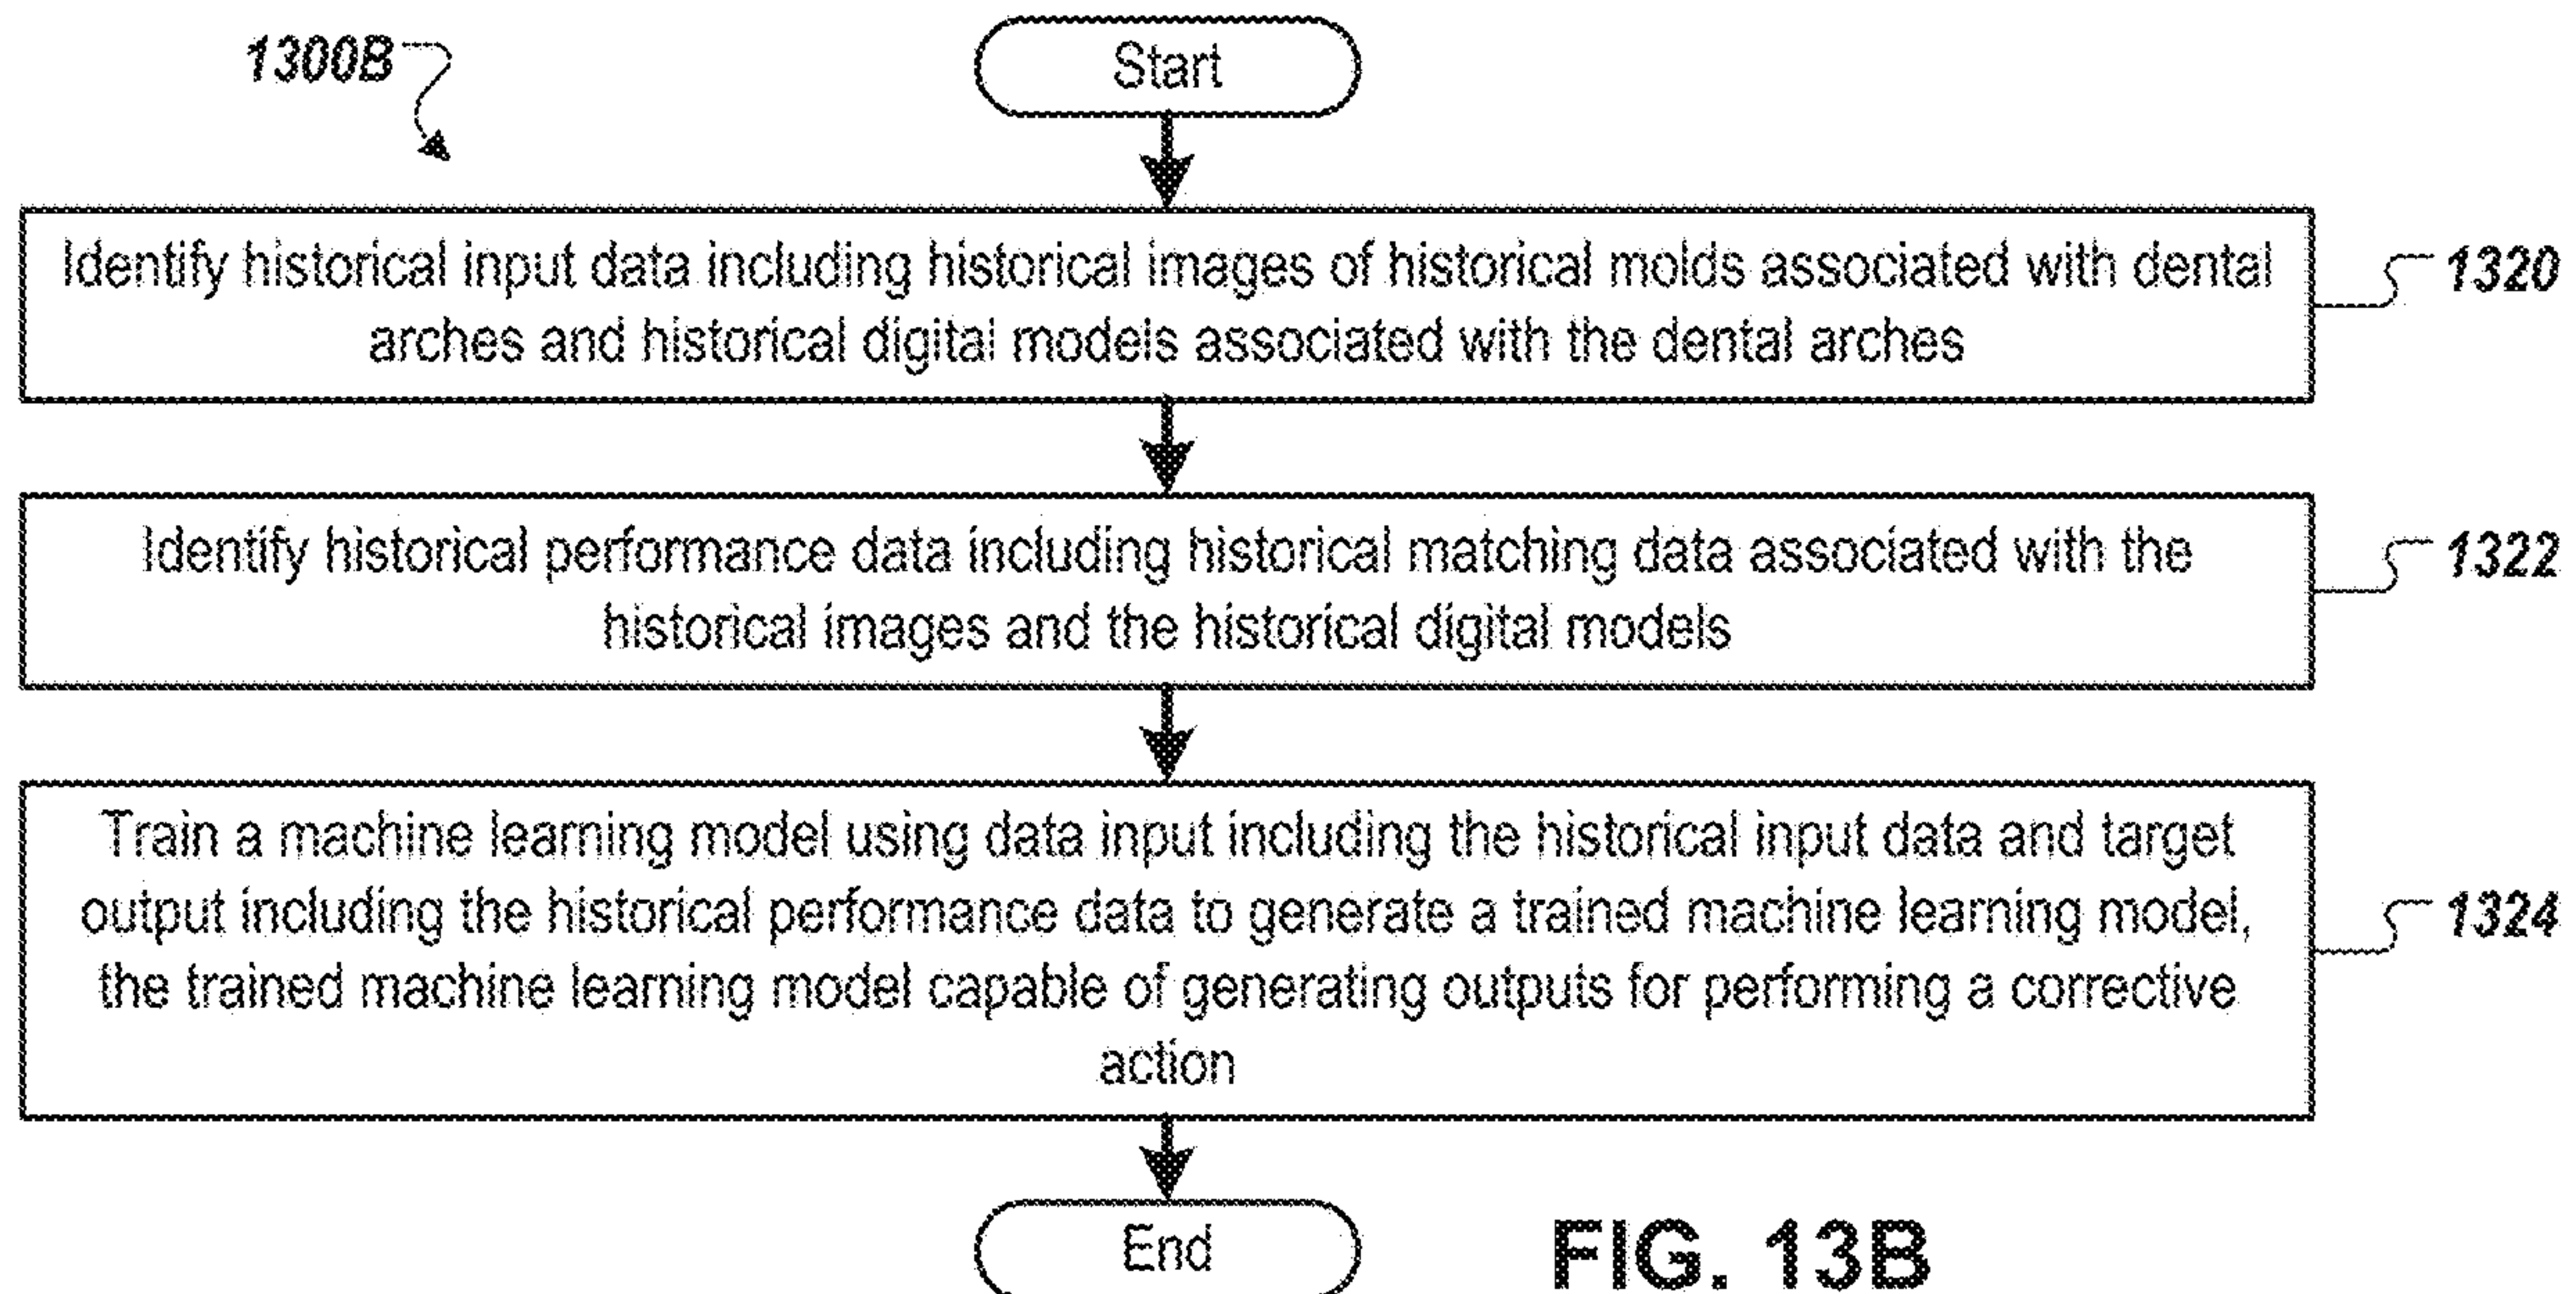 1300B
Start
Identify historical input data including historical images of historical molds associated with dental
arches and historical digital models associated with the dental arches
1320
Identify historical performance data including historical matching data associated with the
historical images and the historical digital models
1322
Train a machine learning model using data input including the historical input data and target
output including the historical performance data to generate a trained machine learning model,
the trained machine learning model capable of generating outputs for performing a corrective
action
1324
End
FIG. 13B